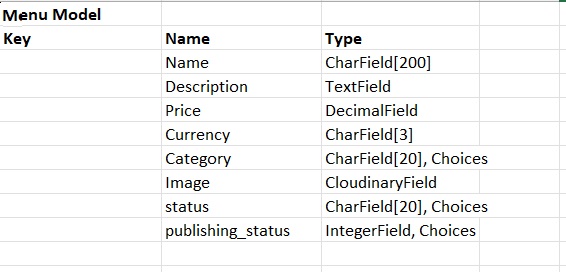 Menu Model
Key Name Type
Name CharField[200]
Description TextField
Price DecimalField
Currency CharField[3]
Category CharField[20], Choices
Image CloudinaryField
status CharField[20], Choices
publishing_status IntegerField, Choices